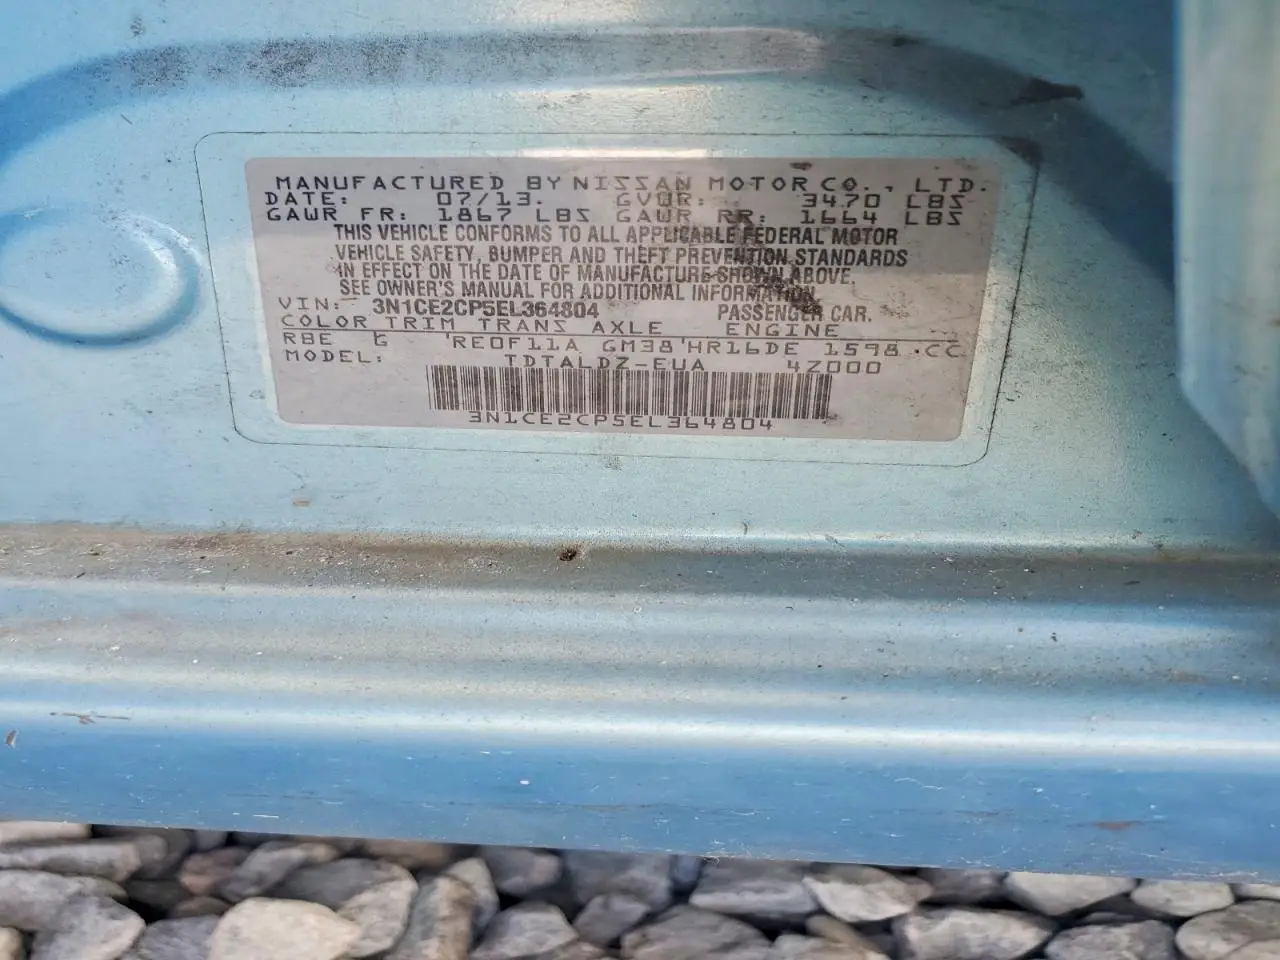 MANUFACTURED BY NISSAN MOTOR CO., LTD.
DATE: 07/13. GVWR: 3470 LBS
GAWR FR: 1867 LBS GAWR RR: 1664 LBS
THIS VEHICLE CONFORMS TO ALL APPLICABLE FEDERAL MOTOR
VEHICLE SAFETY, BUMPER AND THEFT PREVENTION STANDARDS
IN EFFECT ON THE DATE OF MANUFACTURE SHOWN ABOVE.
SEE OWNER'S MANUAL FOR ADDITIONAL INFORMATION
VIN: 3N1CE2CP5EL364804 PASSENGER CAR.
COLOR TRIM TRANS AXLE ENGINE
RBE G RE0F11A GM38 HR16DE 1598 CC
MODEL: TDTALDZ-EUA 4Z000
3N1CE2CP5EL364804